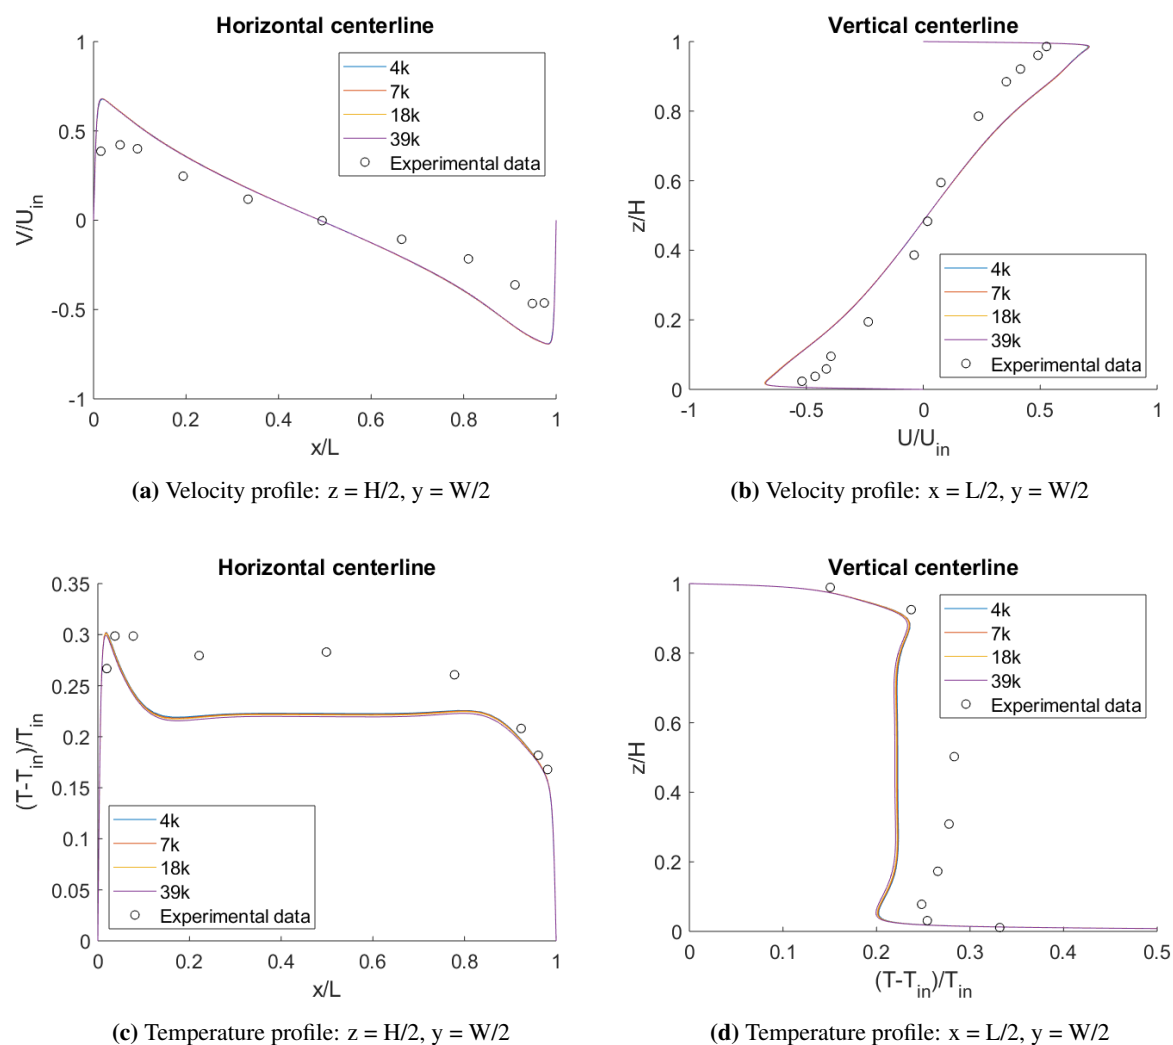 Horizontal centerline
1
0.5
0
-0.5
-1
V/U_in
0 0.2 0.4 0.6 0.8 1
x/L
4k
7k
18k
39k
Experimental data
(a) Velocity profile: z = H/2, y = W/2
Vertical centerline
1
0.8
0.6
0.4
0.2
0
z/H
-1 -0.5 0 0.5 1
U/U_in
4k
7k
18k
39k
Experimental data
(b) Velocity profile: x = L/2, y = W/2
Horizontal centerline
0.35
0.3
0.25
0.2
0.15
0.1
0.05
0
(T-T_in)/T_in
0 0.2 0.4 0.6 0.8 1
x/L
4k
7k
18k
39k
Experimental data
(c) Temperature profile: z = H/2, y = W/2
Vertical centerline
1
0.8
0.6
0.4
0.2
0
z/H
0 0.1 0.2 0.3 0.4 0.5
(T-T_in)/T_in
4k
7k
18k
39k
Experimental data
(d) Temperature profile: x = L/2, y = W/2